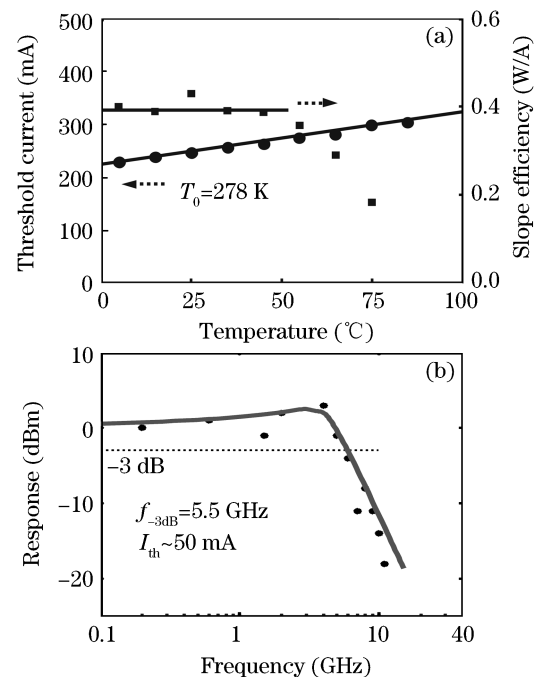 500
400
300
200
100
0
Threshold current (mA)
(a)
T0=278 K
0.6
0.4
0.2
0.0
Slope efficiency (W/A)
0
25
50
75
100
Temperature (℃)
10
0
-10
-20
Response (dBm)
(b)
-3 dB
f-3dB=5.5 GHz
Ith~50 mA
0.1
1
10
40
Frequency (GHz)